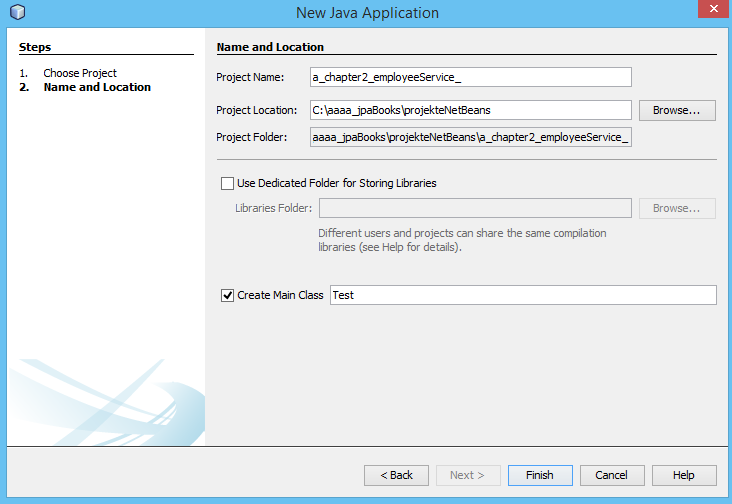 New Java Application
Steps
1. Choose Project
2. Name and Location
Name and Location
Project Name: a_chapter2_employeeService_
Project Location: C:\aaaa_jpaBooks\projekteNetBeans Browse...
Project Folder: aaaa_jpaBooks\projekteNetBeans\a_chapter2_employeeService_
Use Dedicated Folder for Storing Libraries
Libraries Folder: Browse...
Different users and projects can share the same compilation
libraries (see Help for details).
Create Main Class Test
< Back Next > Finish Cancel Help